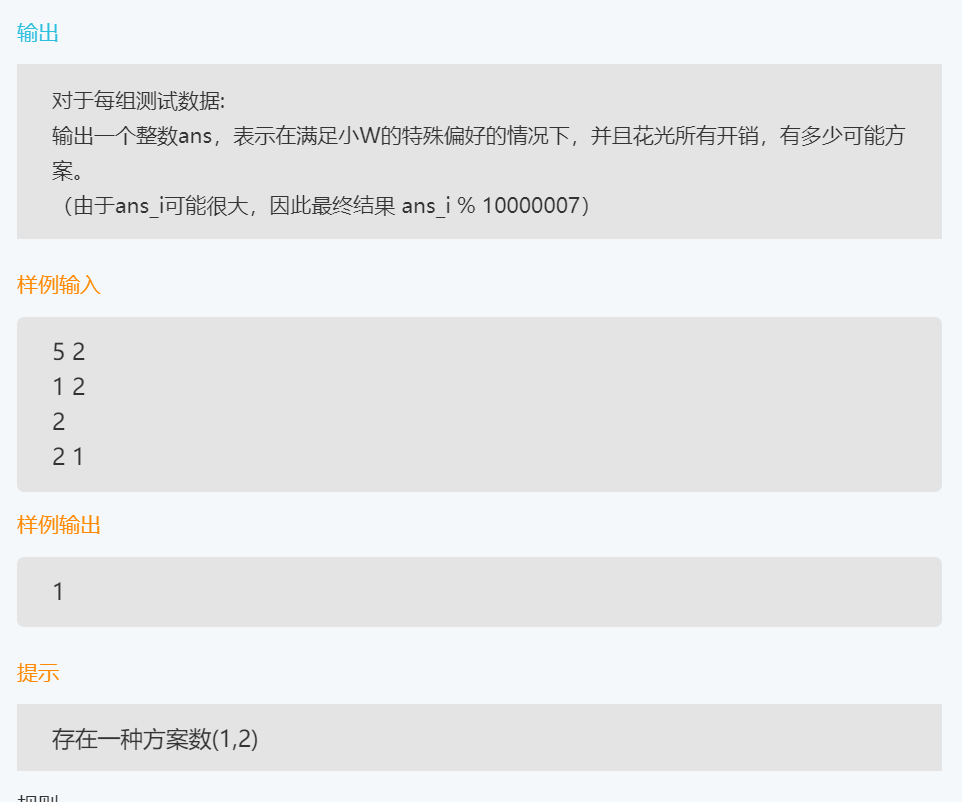 输出
对于每组测试数据:
输出一个整数ans，表示在满足小W的特殊偏好的情况下，并且花光所有开销，有多少可能方
案。
（由于ans_i可能很大，因此最终结果 ans_i % 10000007）
样例输入
5 2
1 2
2
2 1
样例输出
1
提示
存在一种方案数(1,2)